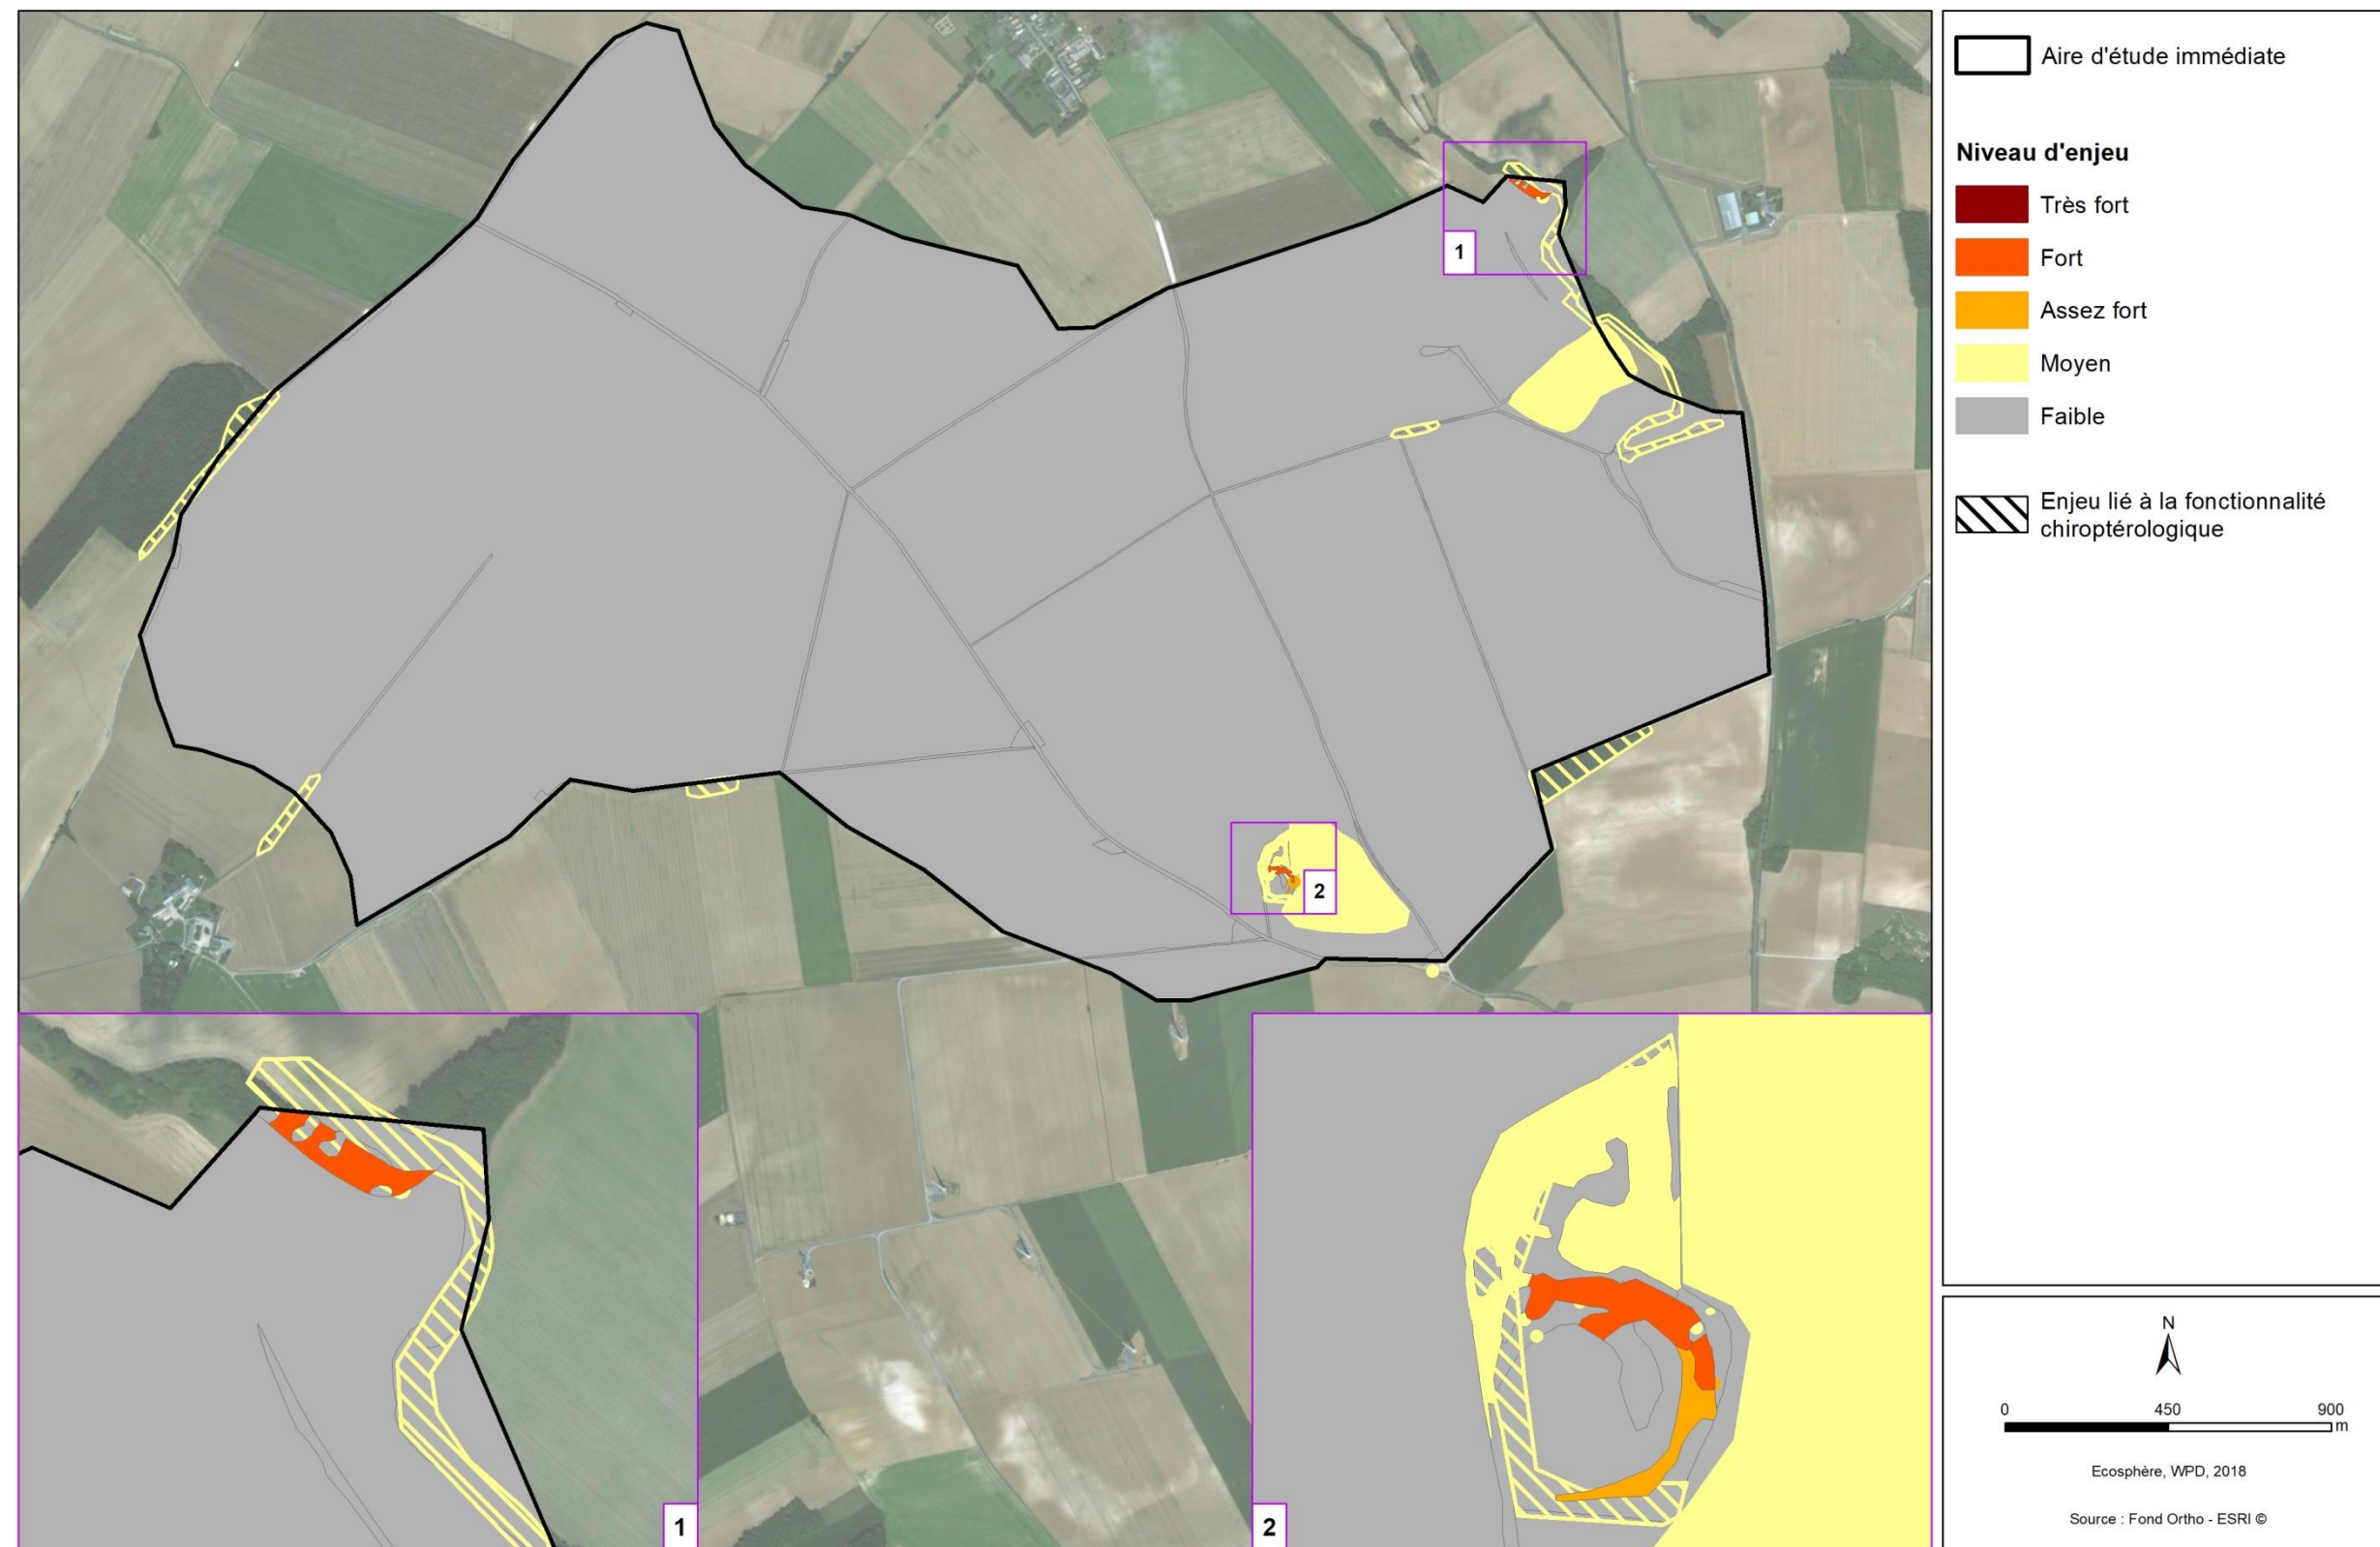 Aire d'étude immédiate
Niveau d'enjeu
Très fort
Fort
Assez fort
Moyen
Faible
Enjeu lié à la fonctionnalité
chiroptérologique
1
2
1
2
N
0 450 900
m
Ecosphère, WPD, 2018
Source : Fond Ortho - ESRI ©